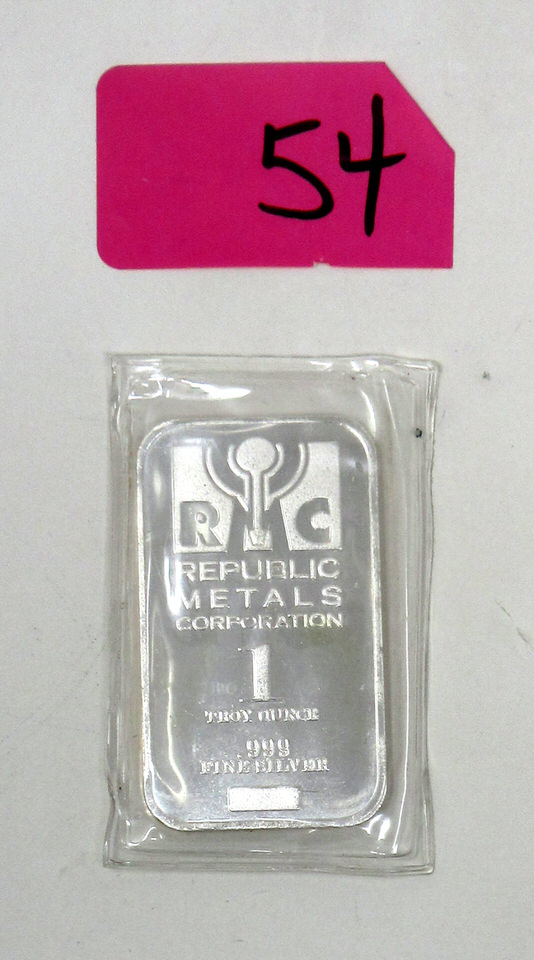 54
RMC
REPUBLIC
METALS
CORPORATION
1
TROY OUNCE
.999
FINE SILVER